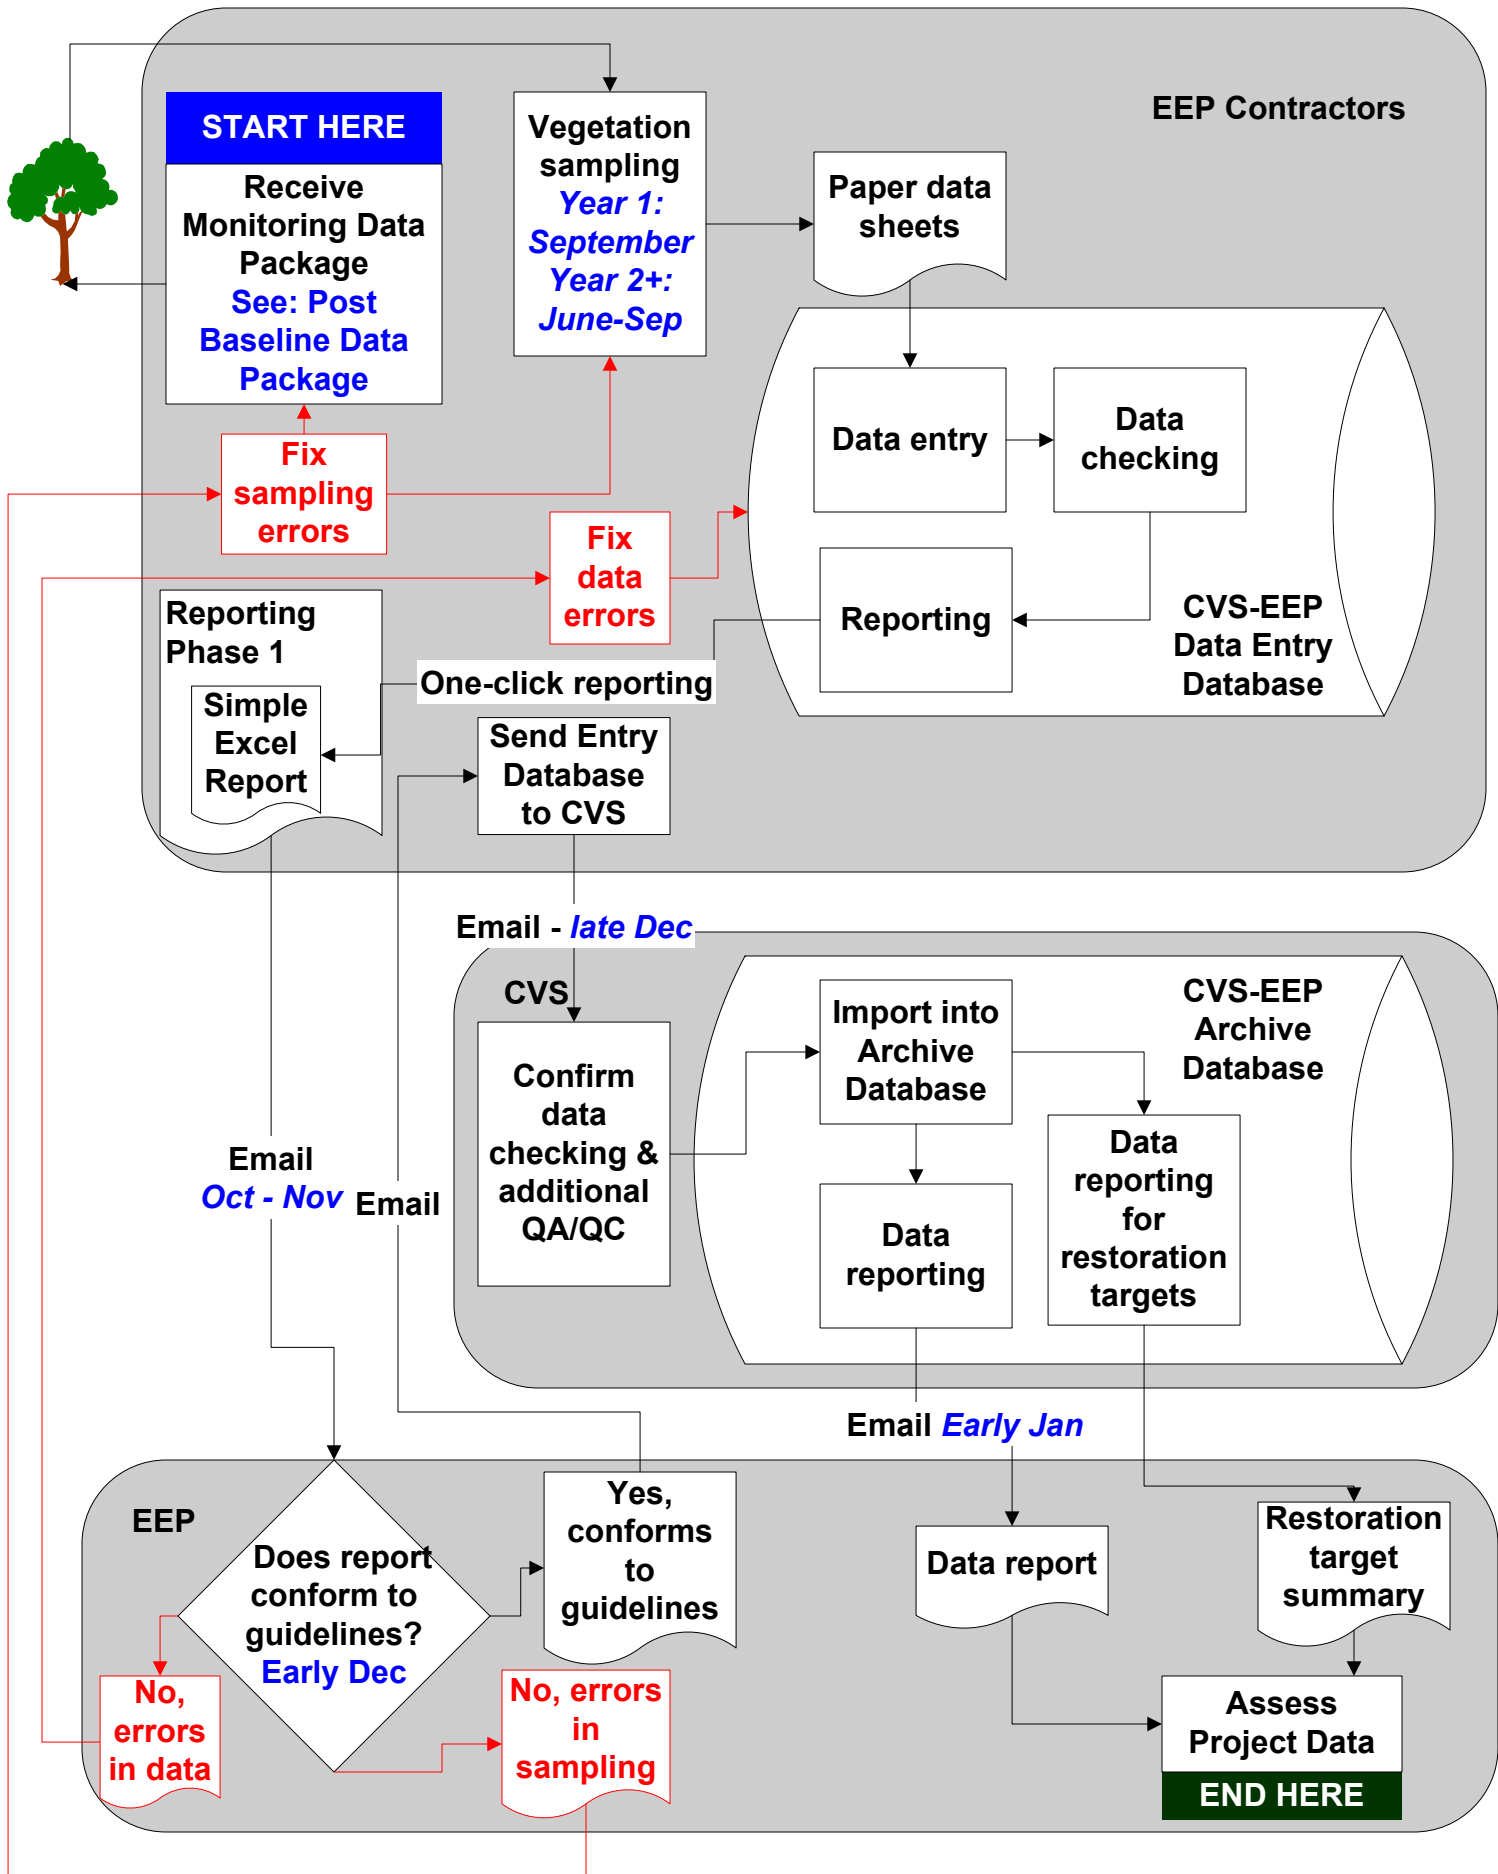 EEP Contractors
START HERE
Receive
Monitoring Data
Package
See: Post
Baseline Data
Package
Vegetation
sampling
Year 1:
September
Year 2+:
June-Sep
Paper data
sheets
Data entry
Data
checking
Reporting
CVS-EEP
Data Entry
Database
Fix
sampling
errors
Fix
data
errors
Reporting
Phase 1
Simple
Excel
Report
One-click reporting
Send Entry
Database
to CVS
Email - late Dec
CVS
Confirm
data
checking &
additional
QA/QC
Import into
Archive
Database
CVS-EEP
Archive
Database
Data
reporting
Data
reporting
for
restoration
targets
Email
Oct - Nov
Email
Email Early Jan
EEP
Does report
conform to
guidelines?
Early Dec
Yes,
conforms
to
guidelines
No,
errors
in data
No, errors
in
sampling
Data report
Restoration
target
summary
Assess
Project Data
END HERE